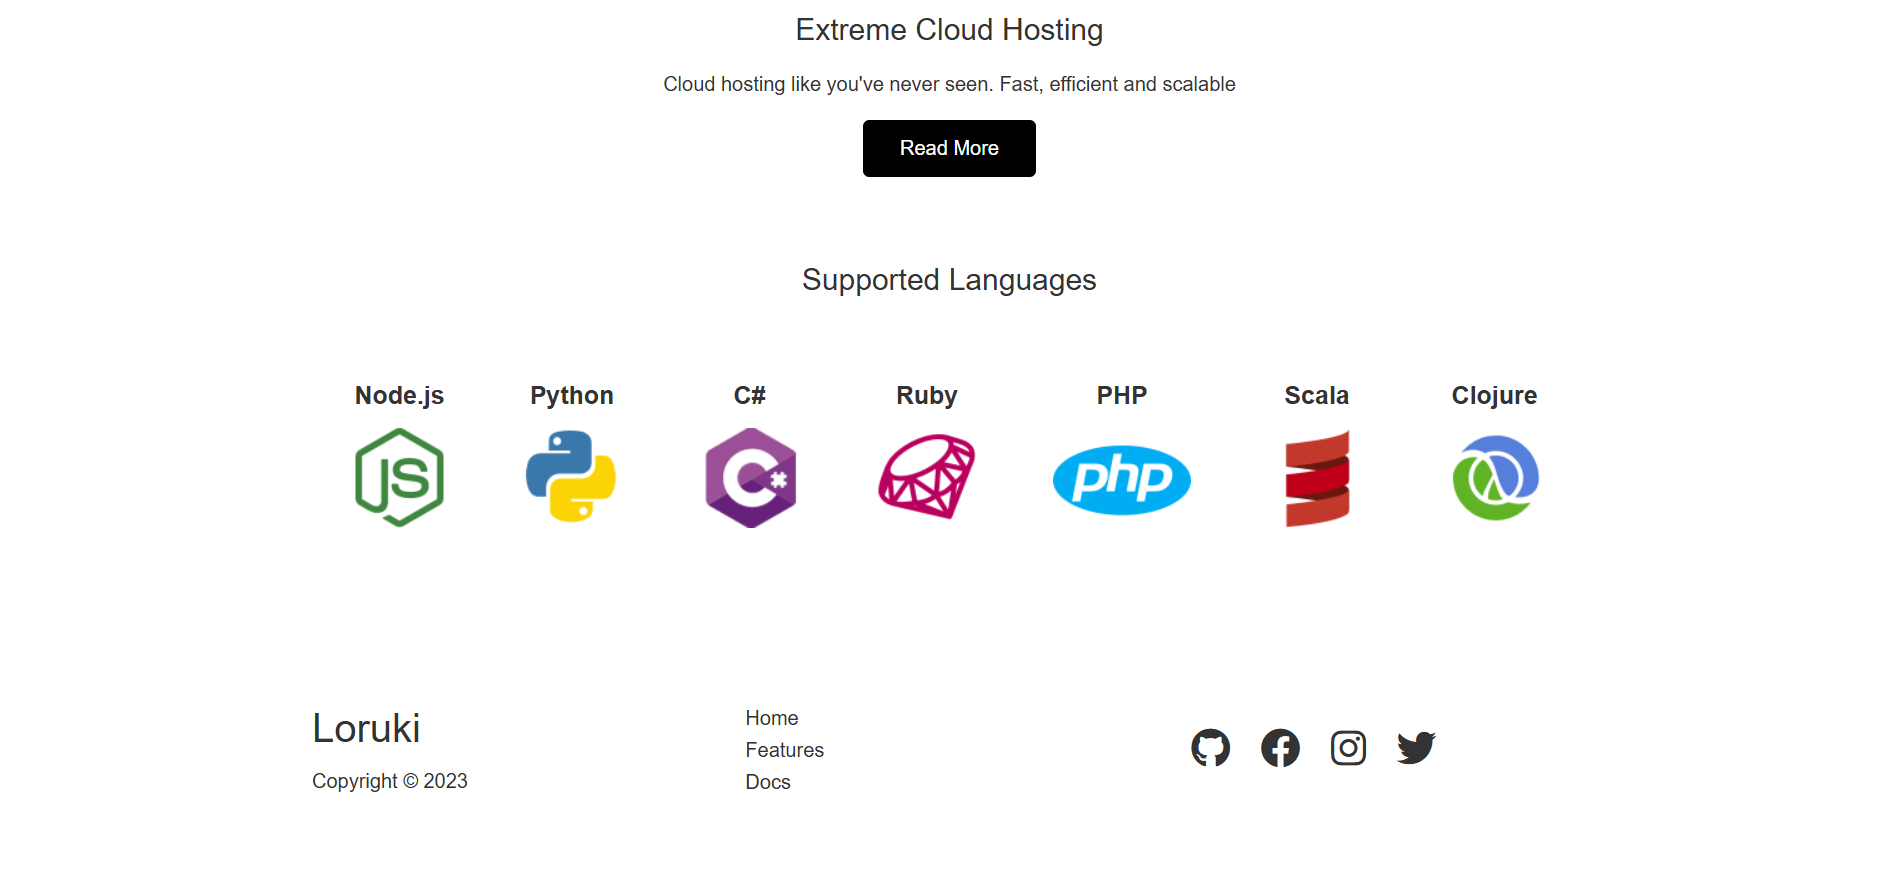 Extreme Cloud Hosting
Cloud hosting like you've never seen. Fast, efficient and scalable
Read More
Supported Languages
Node.js Python C# Ruby PHP Scala Clojure
JS C# php
Loruki
Copyright © 2023
Home
Features
Docs